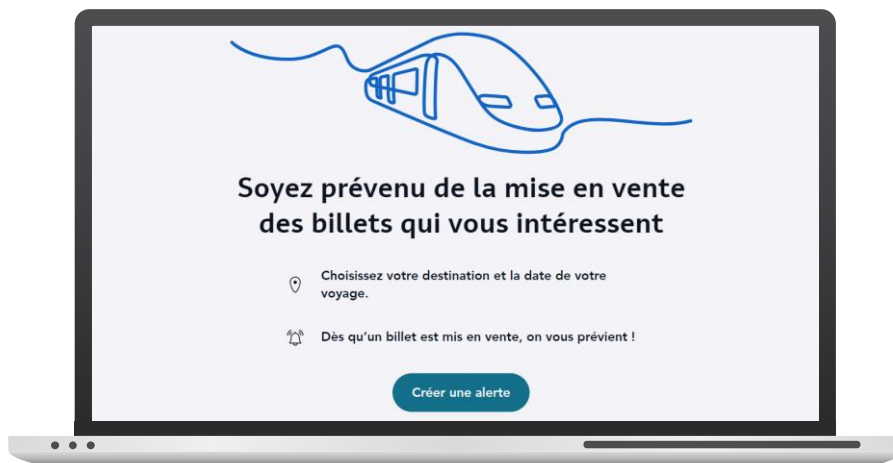 Soyez prévenu de la mise en vente
des billets qui vous intéressent
Choisissez votre destination et la date de votre
voyage.
Dès qu'un billet est mis en vente, on vous prévient !
Créer une alerte